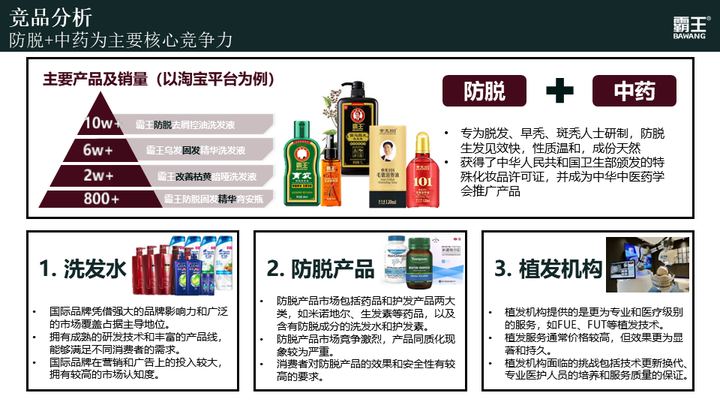 竞品分析
防脱+中药为主要核心竞争力
霸王®
BAWANG
主要产品及销量（以淘宝平台为例）
10w+ 霸王防脱去屑控油洗发液
6w+ 霸王乌发固发精华洗发液
2w+ 霸王改善枯黄暗哑洗发液
800+ 霸王防脱固发精华育安瓶
防脱 + 中药
• 专为脱发、早秃、斑秃人士研制，防脱
生发见效快，性质温和，成份天然
• 获得了中华人民共和国卫生部颁发的特
殊化妆品许可证，并成为中华中医药学
会推广产品
101
1. 洗发水
• 国际品牌凭借强大的品牌影响力和广泛
的市场覆盖占据主导地位。
• 拥有成熟的研发技术和丰富的产品线，
能够满足不同消费者的需求。
• 国际品牌在营销和广告上的投入较大，
拥有较高的市场认知度。
2. 防脱产品
• 防脱产品市场包括药品和护发产品两大
类，如米诺地尔、生发素等药品，以及
含有防脱成分的洗发水和护发素。
• 防脱产品市场竞争激烈，产品同质化现
象较为严重。
• 消费者对防脱产品的效果和安全性有较
高的要求。
3. 植发机构
• 植发机构提供的是更为专业和医疗级别
的服务，如FUE、FUT等植发技术。
• 植发服务通常价格较高，但效果更为显
著和持久。
• 植发机构面临的挑战包括技术更新换代、
专业医护人员的培养和服务质量的保证。